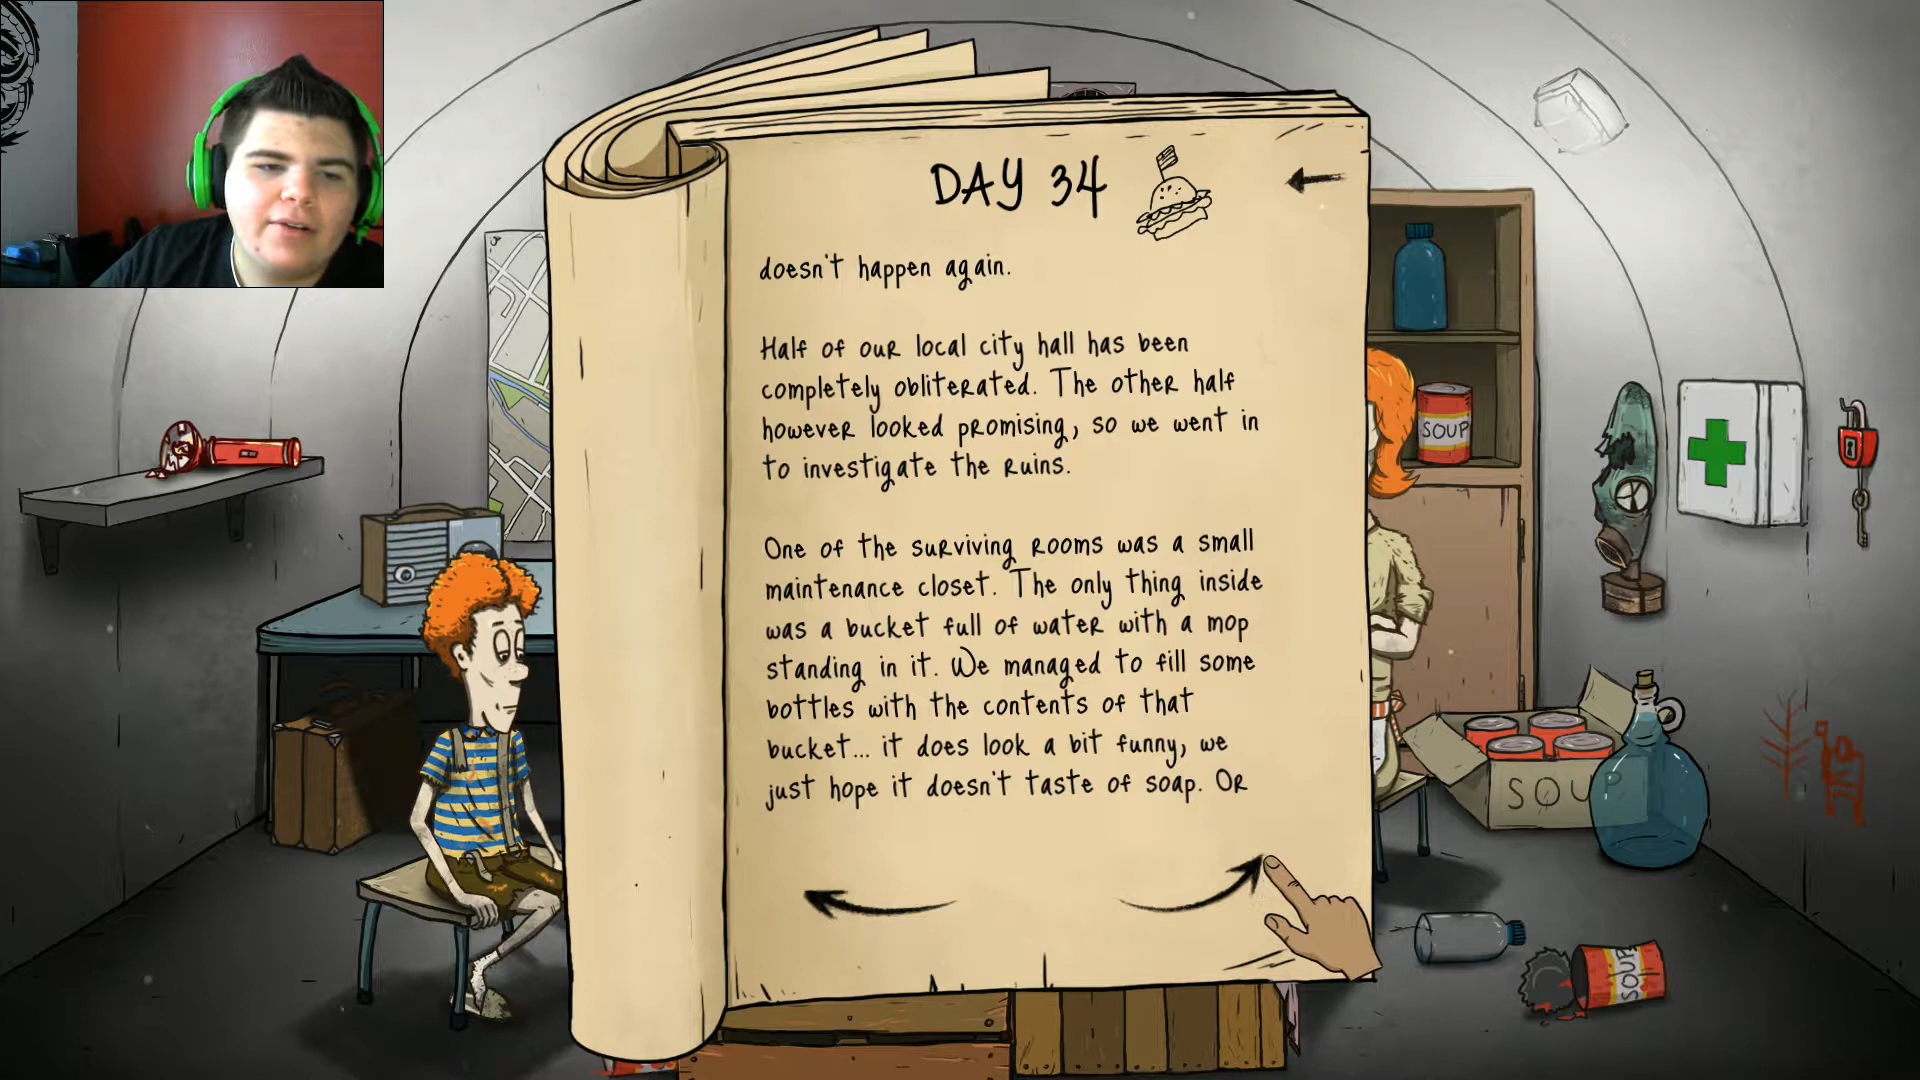 DAY 34
doesn't happen again.
Half of our local city hall has been
completely obliterated. The other half
however looked promising, so we went in
to investigate the ruins.
One of the surviving rooms was a small
maintenance closet. The only thing inside
was a bucket full of water with a mop
standing in it. We managed to fill some
bottles with the contents of that
bucket... it does look a bit funny, we
just hope it doesn't taste of soap. Or
SOUP
SOUP
SOUP